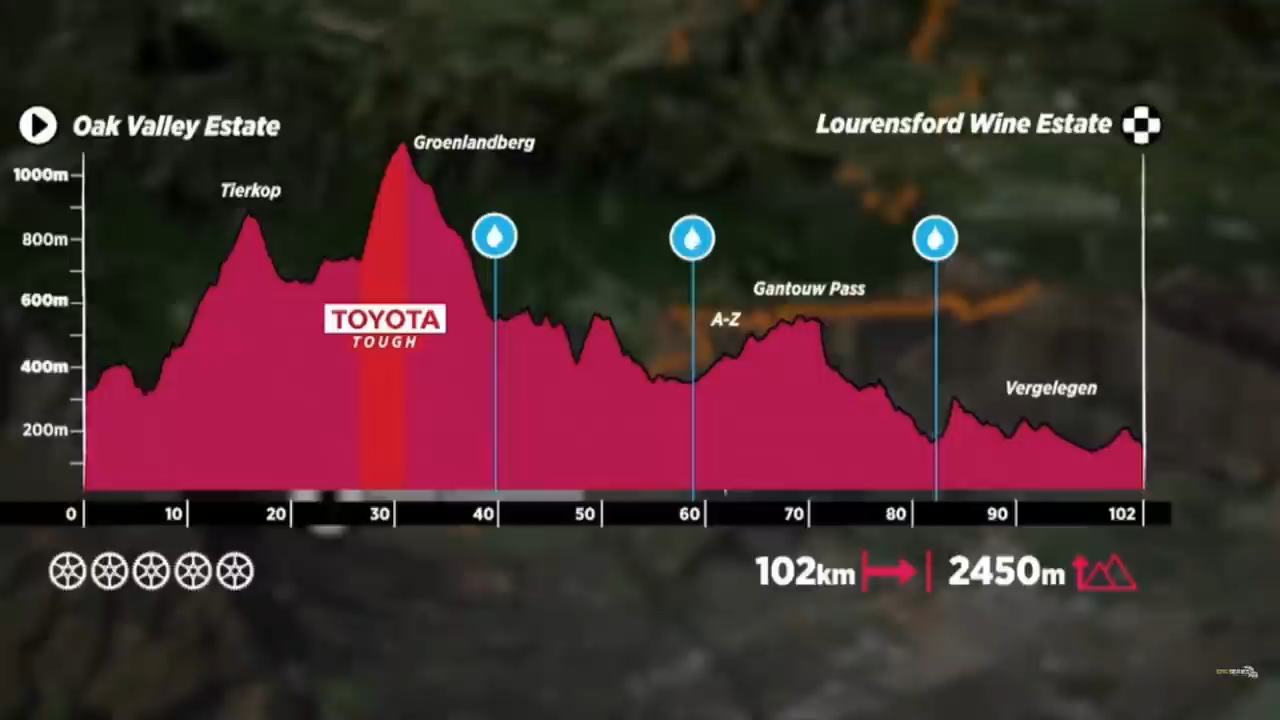 Oak Valley Estate
Lourensford Wine Estate
Groenlandberg
Tierkop
1000m
800m
600m
400m
200m
Gantouw Pass
A-Z
TOYOTA
TOUGH
Vergelegen
0 10 20 30 40 50 60 70 80 90 102
102km 2450m